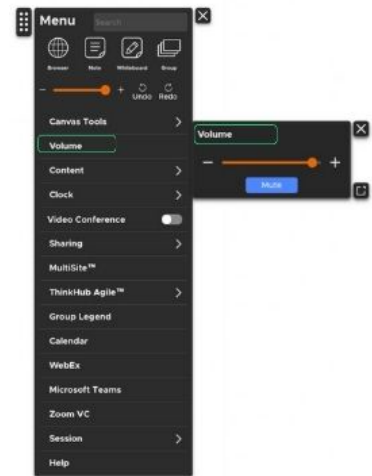 Menu
Search
Browser Note Whiteboard Group
Undo Redo
Canvas Tools
Volume
Content
Clock
Video Conference
Sharing
MultiSite™
ThinkHub Agile™
Group Legend
Calendar
WebEx
Microsoft Teams
Zoom VC
Session
Help
Volume
Mute